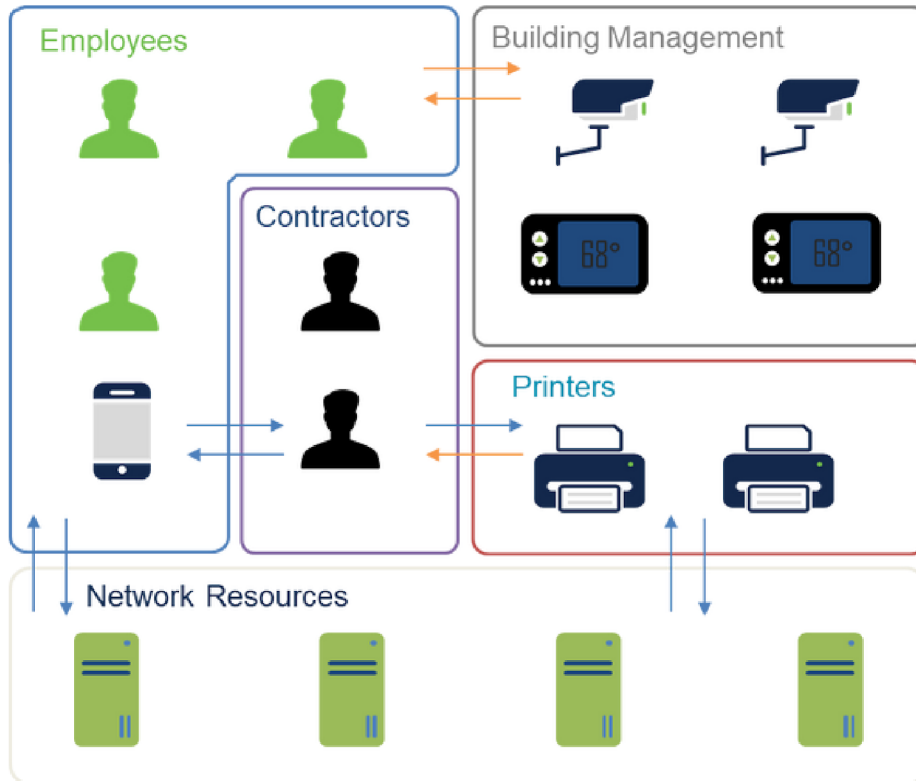 Employees
Building Management
Contractors
68°
68°
Printers
Network Resources